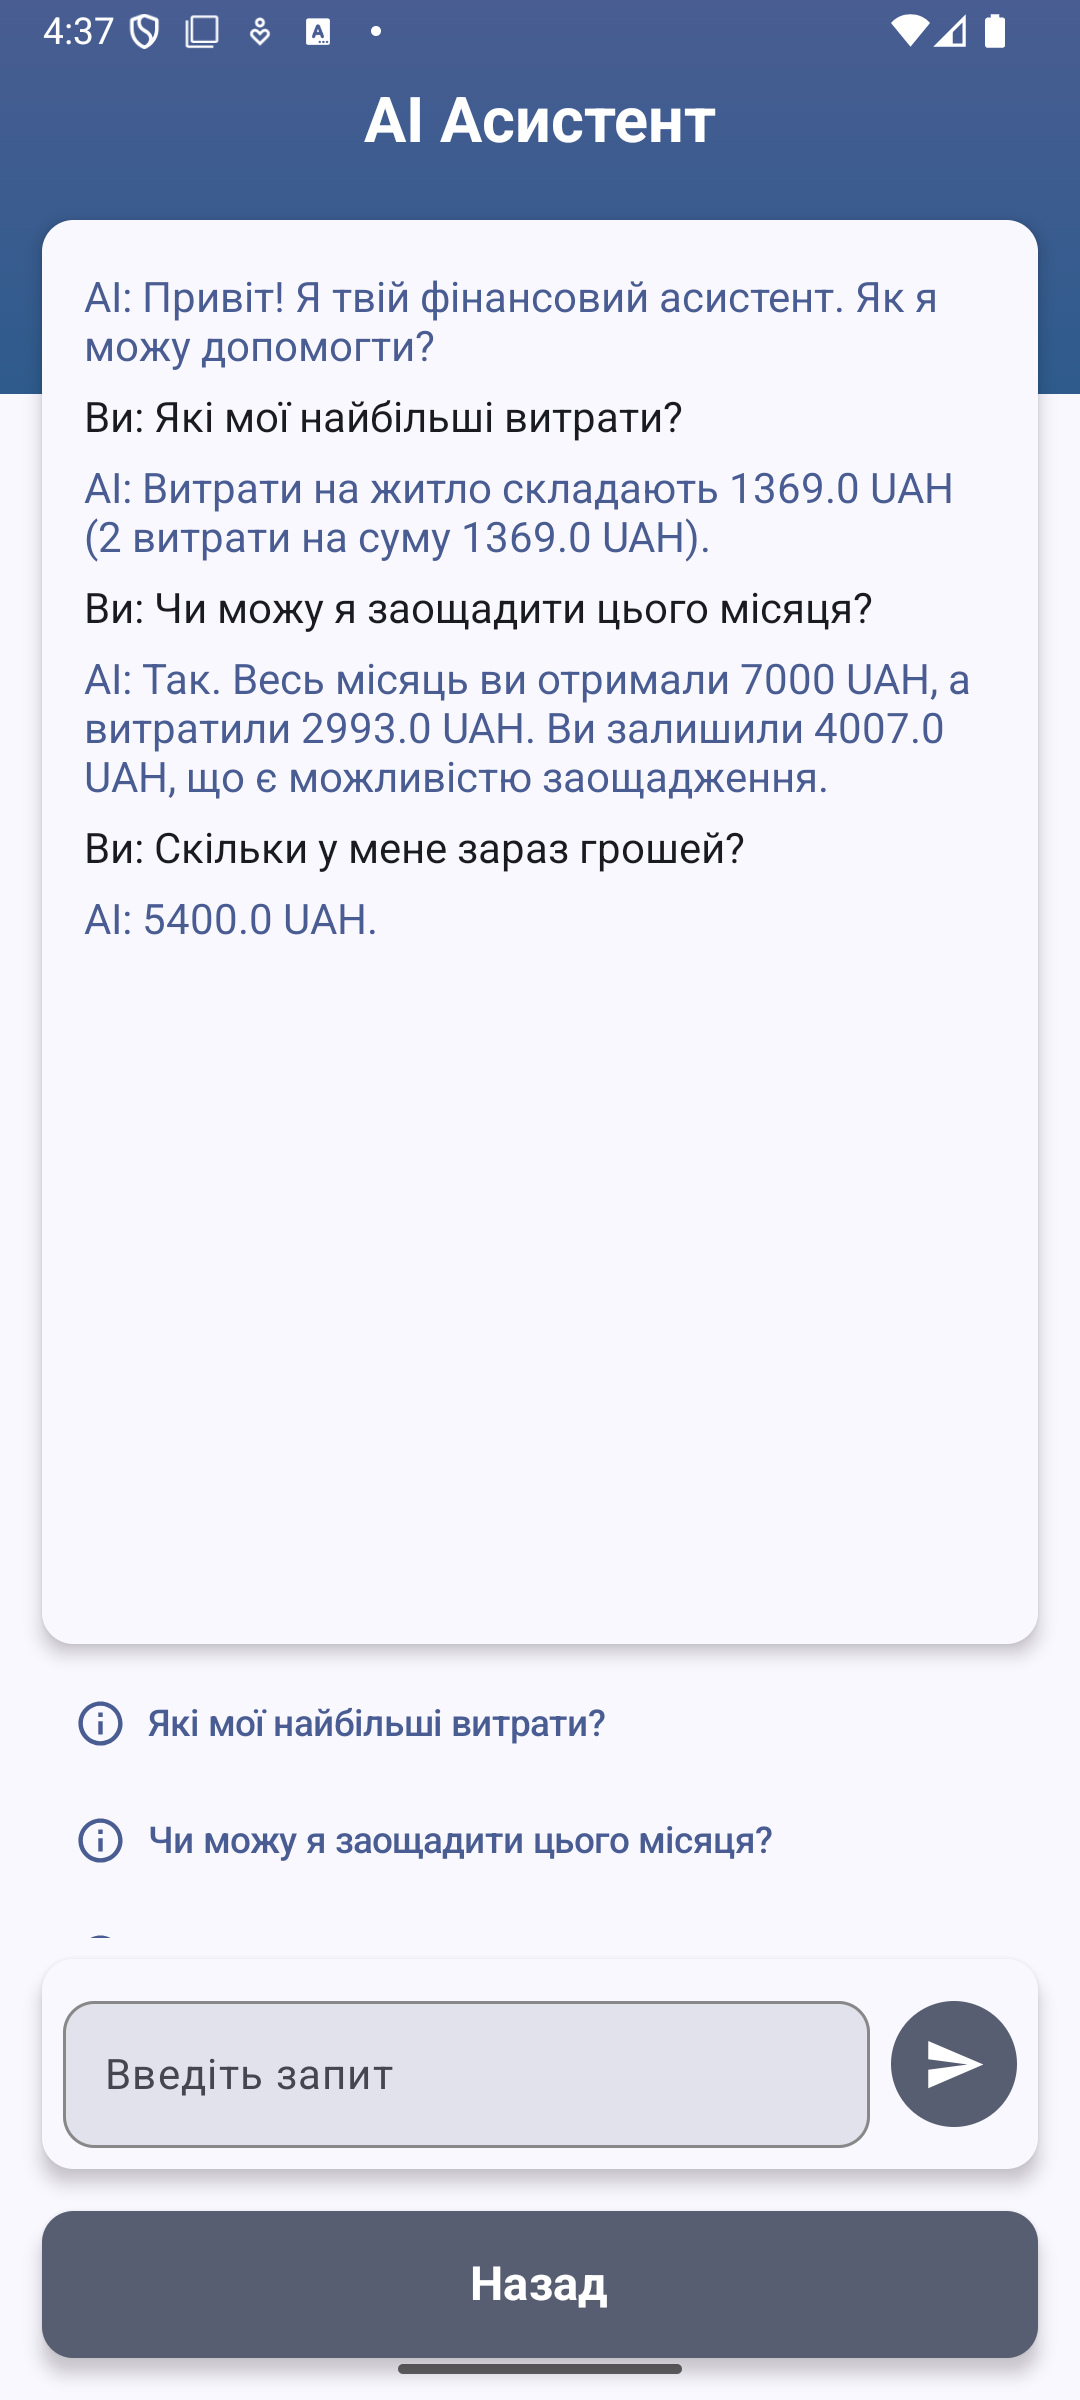 4:37
AI Асистент
AI: Привіт! Я твій фінансовий асистент. Як я
можу допомогти?
Ви: Які мої найбільші витрати?
AI: Витрати на житло складають 1369.0 UAH
(2 витрати на суму 1369.0 UAH).
Ви: Чи можу я заощадити цього місяця?
AI: Так. Весь місяць ви отримали 7000 UAH, а
витратили 2993.0 UAH. Ви залишили 4007.0
UAH, що є можливістю заощадження.
Ви: Скільки у мене зараз грошей?
AI: 5400.0 UAH.
Які мої найбільші витрати?
Чи можу я заощадити цього місяця?
Введіть запит
Назад